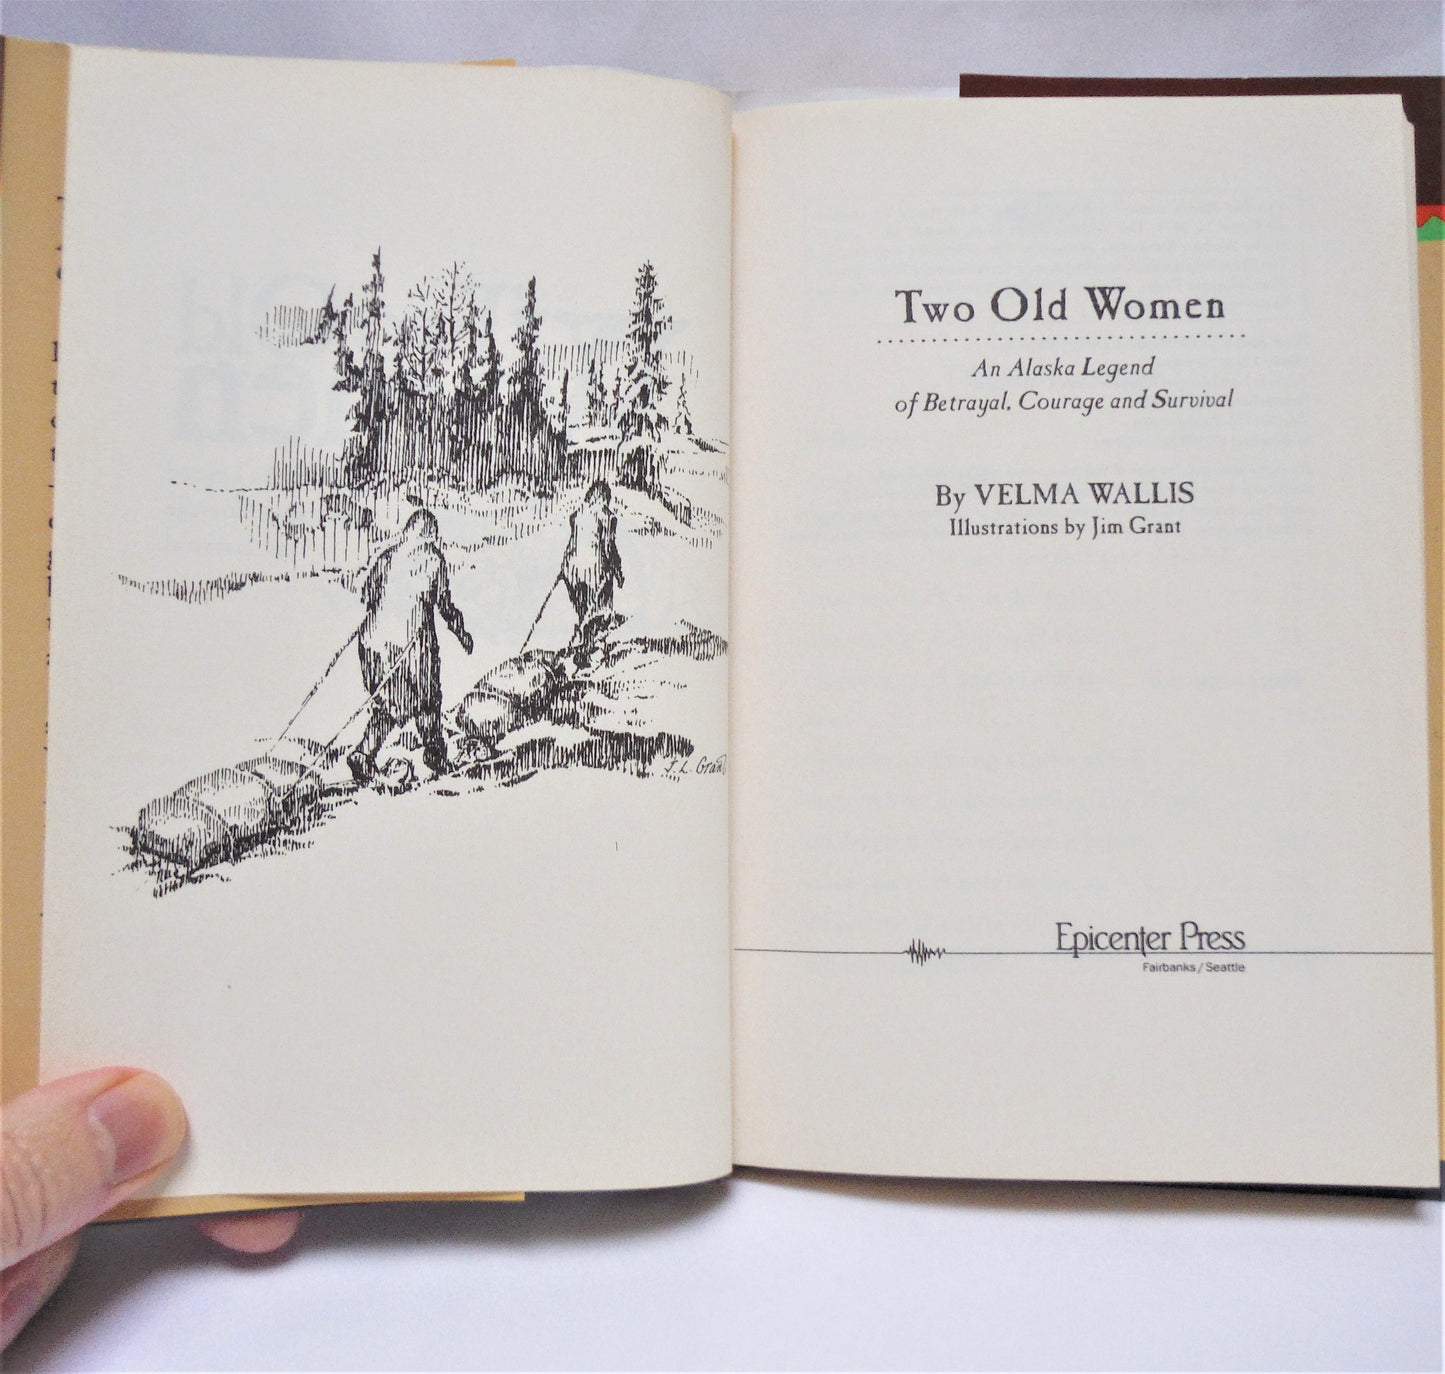 J. L. Grant
Two Old Women
An Alaska Legend
of Betrayal, Courage and Survival
By VELMA WALLIS
Illustrations by Jim Grant
Epicenter Press
Fairbanks / Seattle